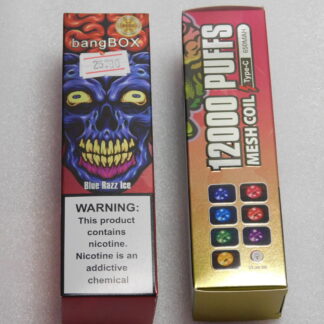 bangBOX
Blue Razz Ice
WARNING:
This product
contains
nicotine.
Nicotine is an
addictive
chemical
12000 PUFFS
MESH COIL
Type-C
650MAH